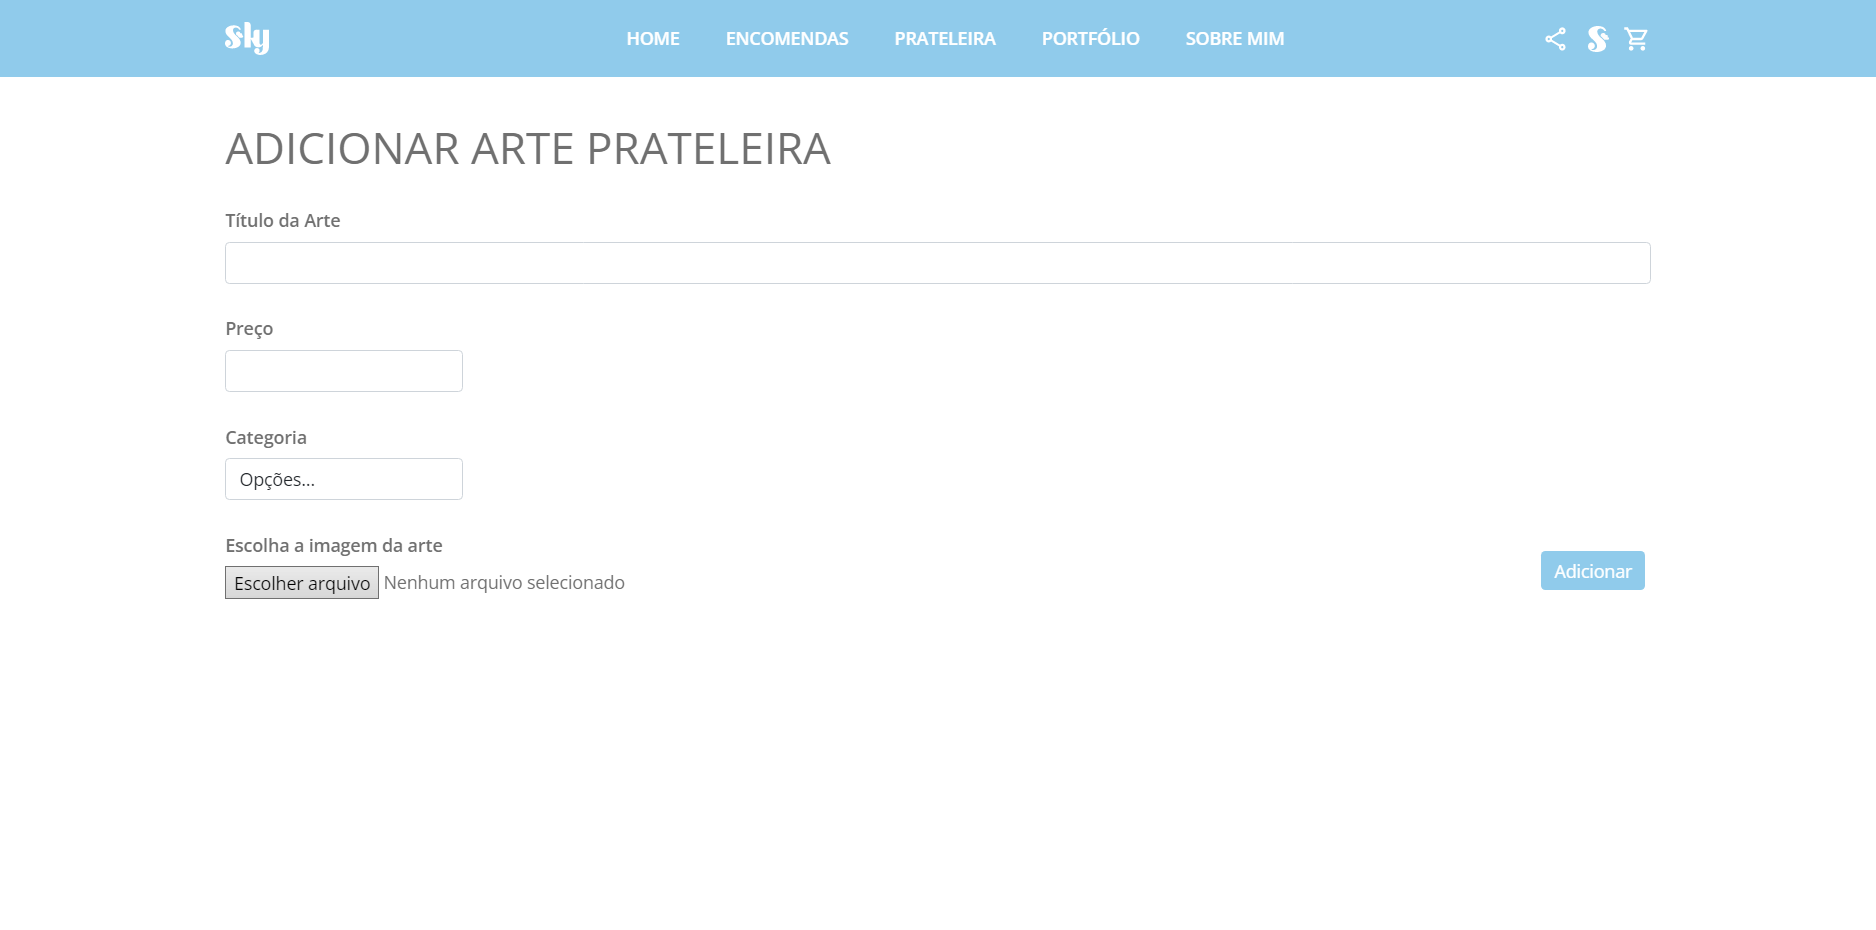 Sky
HOME ENCOMENDAS PRATELEIRA PORTFÓLIO SOBRE MIM S
ADICIONAR ARTE PRATELEIRA
Título da Arte
Preço
Categoria
Opções...
Escolha a imagem da arte
Escolher arquivo Nenhum arquivo selecionado
Adicionar